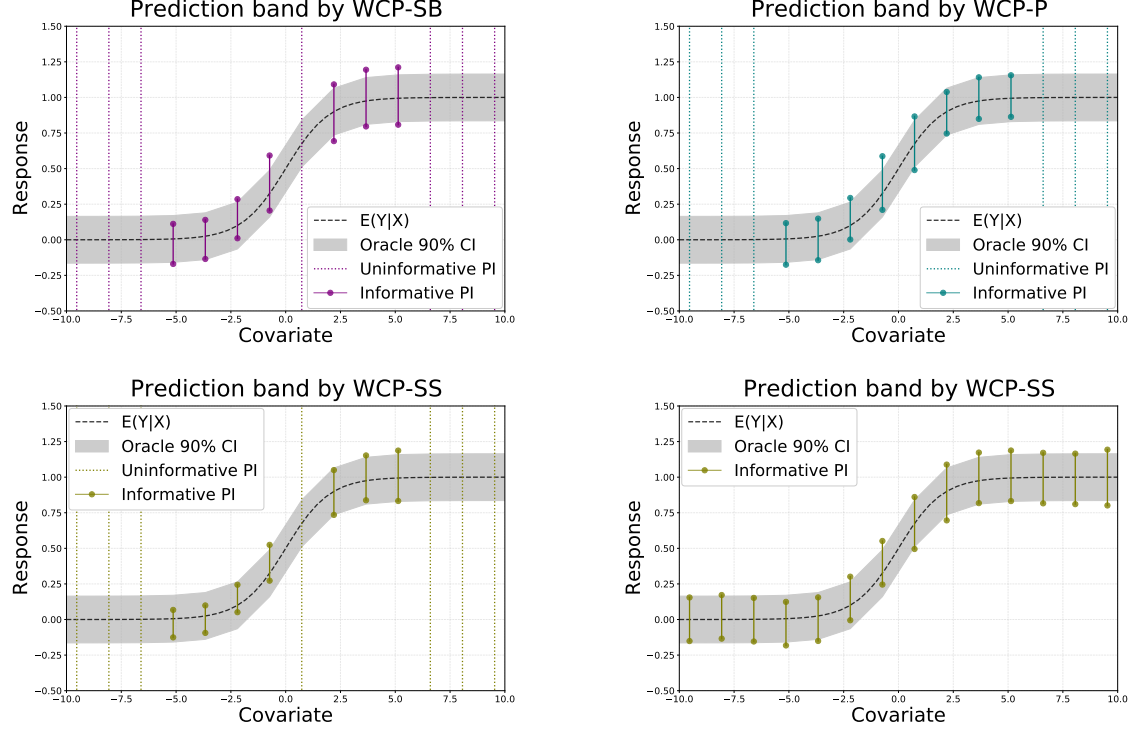 Prediction band by WCP-SB
1.50
1.25
1.00
0.75
0.50
0.25
0.00
−0.25
−0.50
Response
E(Y|X)
Oracle 90% CI
Uninformative PI
Informative PI
−10.0 −7.5 −5.0 −2.5 0.0 2.5 5.0 7.5 10.0
Covariate
Prediction band by WCP-P
1.50
1.25
1.00
0.75
0.50
0.25
0.00
−0.25
−0.50
Response
E(Y|X)
Oracle 90% CI
Uninformative PI
Informative PI
−10.0 −7.5 −5.0 −2.5 0.0 2.5 5.0 7.5 10.0
Covariate
Prediction band by WCP-SS
1.50
1.25
1.00
0.75
0.50
0.25
0.00
−0.25
−0.50
Response
E(Y|X)
Oracle 90% CI
Uninformative PI
Informative PI
−10.0 −7.5 −5.0 −2.5 0.0 2.5 5.0 7.5 10.0
Covariate
Prediction band by WCP-SS
1.50
1.25
1.00
0.75
0.50
0.25
0.00
−0.25
−0.50
Response
E(Y|X)
Oracle 90% CI
Informative PI
−10.0 −7.5 −5.0 −2.5 0.0 2.5 5.0 7.5 10.0
Covariate